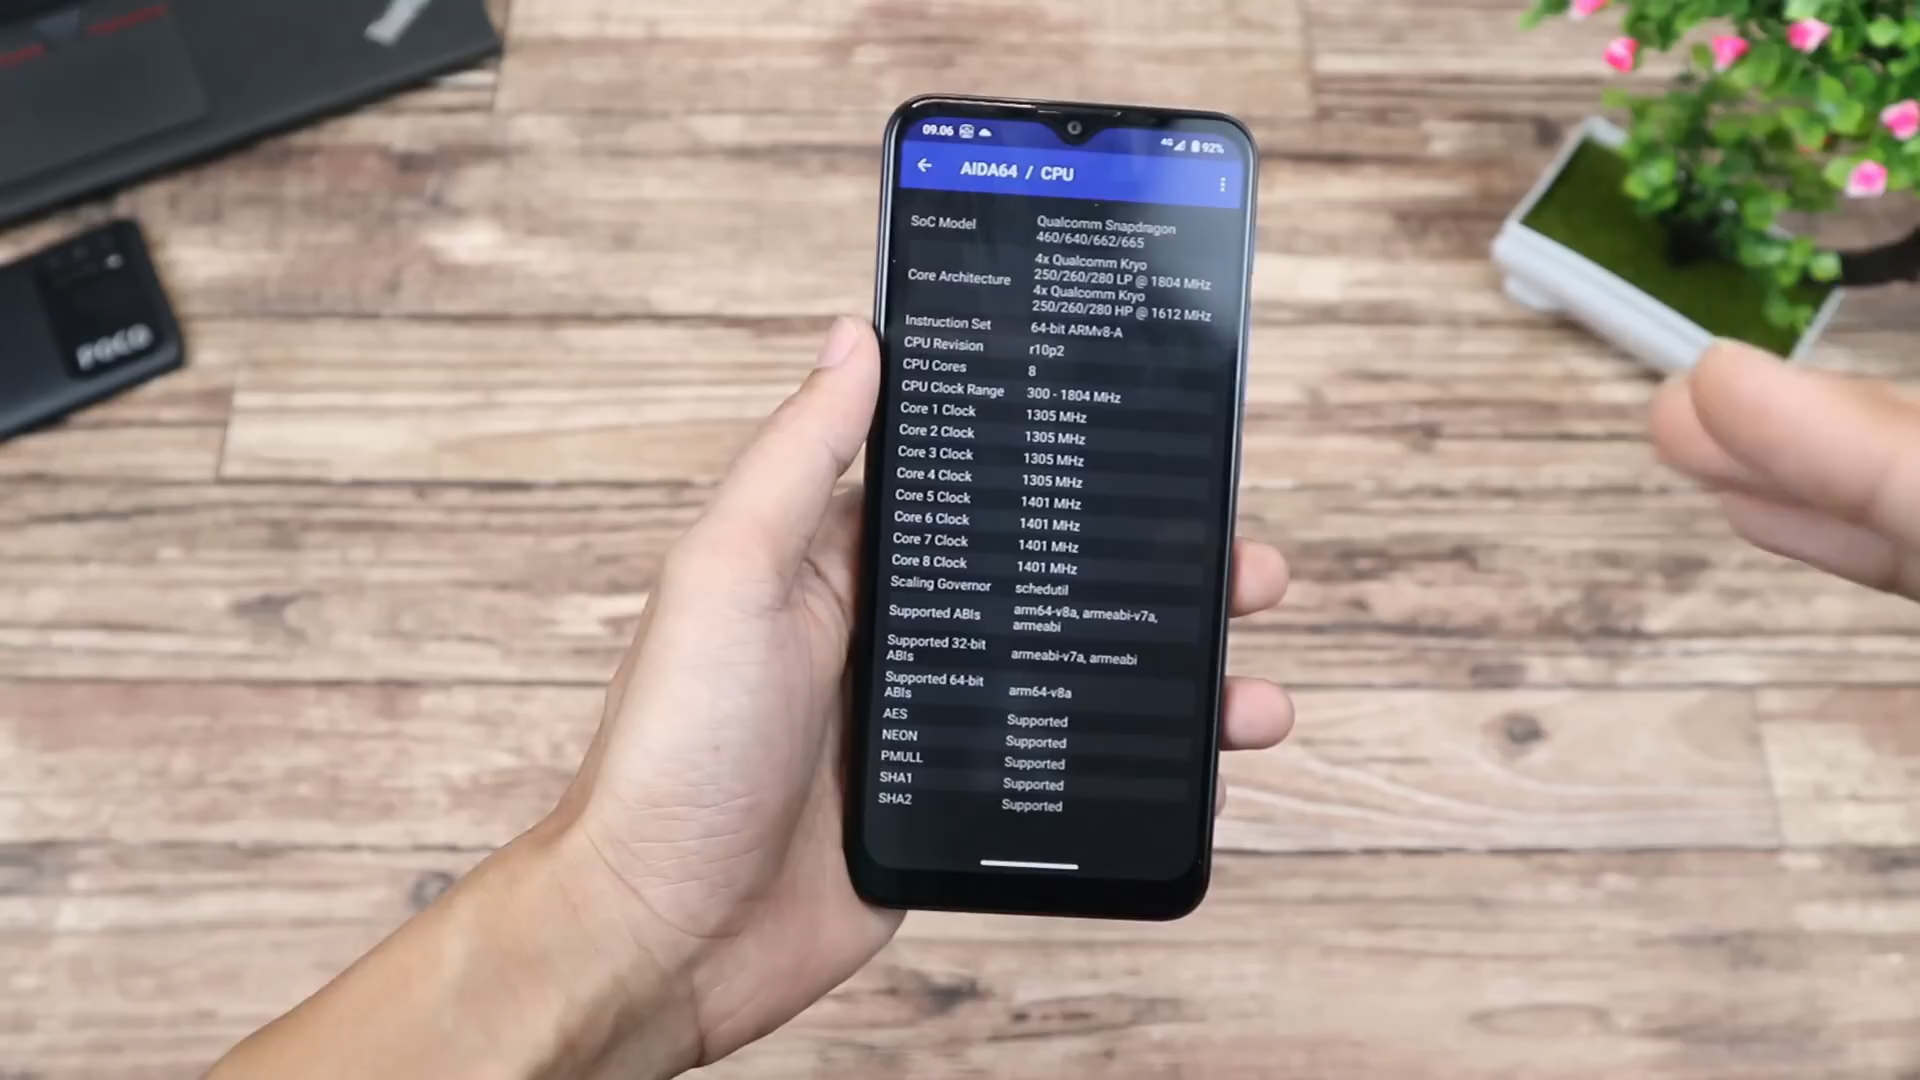 09.06 4G 92%
AIDA64 / CPU
SoC Model Qualcomm Snapdragon
460/640/662/665
Core Architecture 4x Qualcomm Kryo
250/260/280 LP @ 1804 MHz
4x Qualcomm Kryo
250/260/280 HP @ 1612 MHz
Instruction Set 64-bit ARMv8-A
CPU Revision r10p2
CPU Cores 8
CPU Clock Range 300 - 1804 MHz
Core 1 Clock 1305 MHz
Core 2 Clock 1305 MHz
Core 3 Clock 1305 MHz
Core 4 Clock 1305 MHz
Core 5 Clock 1401 MHz
Core 6 Clock 1401 MHz
Core 7 Clock 1401 MHz
Core 8 Clock 1401 MHz
Scaling Governor schedutil
Supported ABIs arm64-v8a, armeabi-v7a,
armeabi
Supported 32-bit
ABIs armeabi-v7a, armeabi
Supported 64-bit
ABIs arm64-v8a
AES Supported
NEON Supported
PMULL Supported
SHA1 Supported
SHA2 Supported
POCO